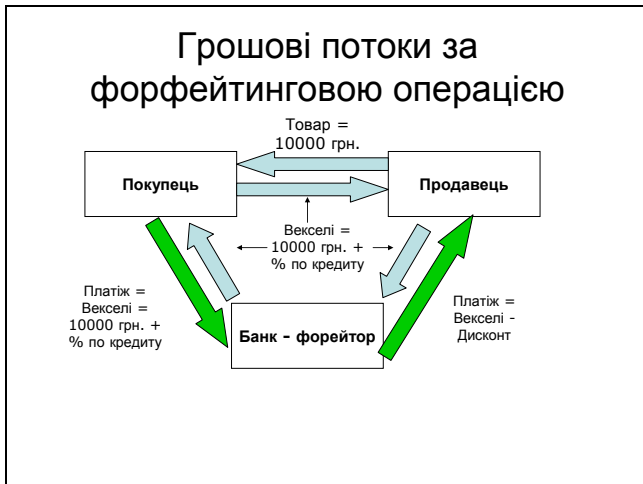 Грошові потоки за
форфейтинговою операцією
Товар =
10000 грн.
Покупець
Продавець
Векселі =
10000 грн. +
% по кредиту
Платіж =
Векселі =
10000 грн. +
% по кредиту
Банк - форейтор
Платіж =
Векселі -
Дисконт